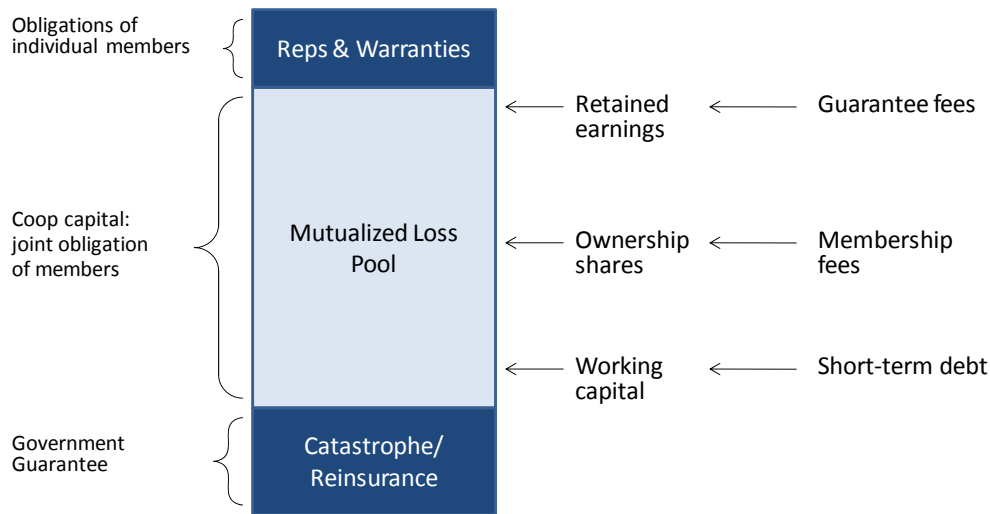 Obligations of
individual members
Reps & Warranties
Retained
earnings
Guarantee fees
Coop capital:
joint obligation
of members
Mutualized Loss
Pool
Ownership
shares
Membership
fees
Working
capital
Short-term debt
Government
Guarantee
Catastrophe/
Reinsurance